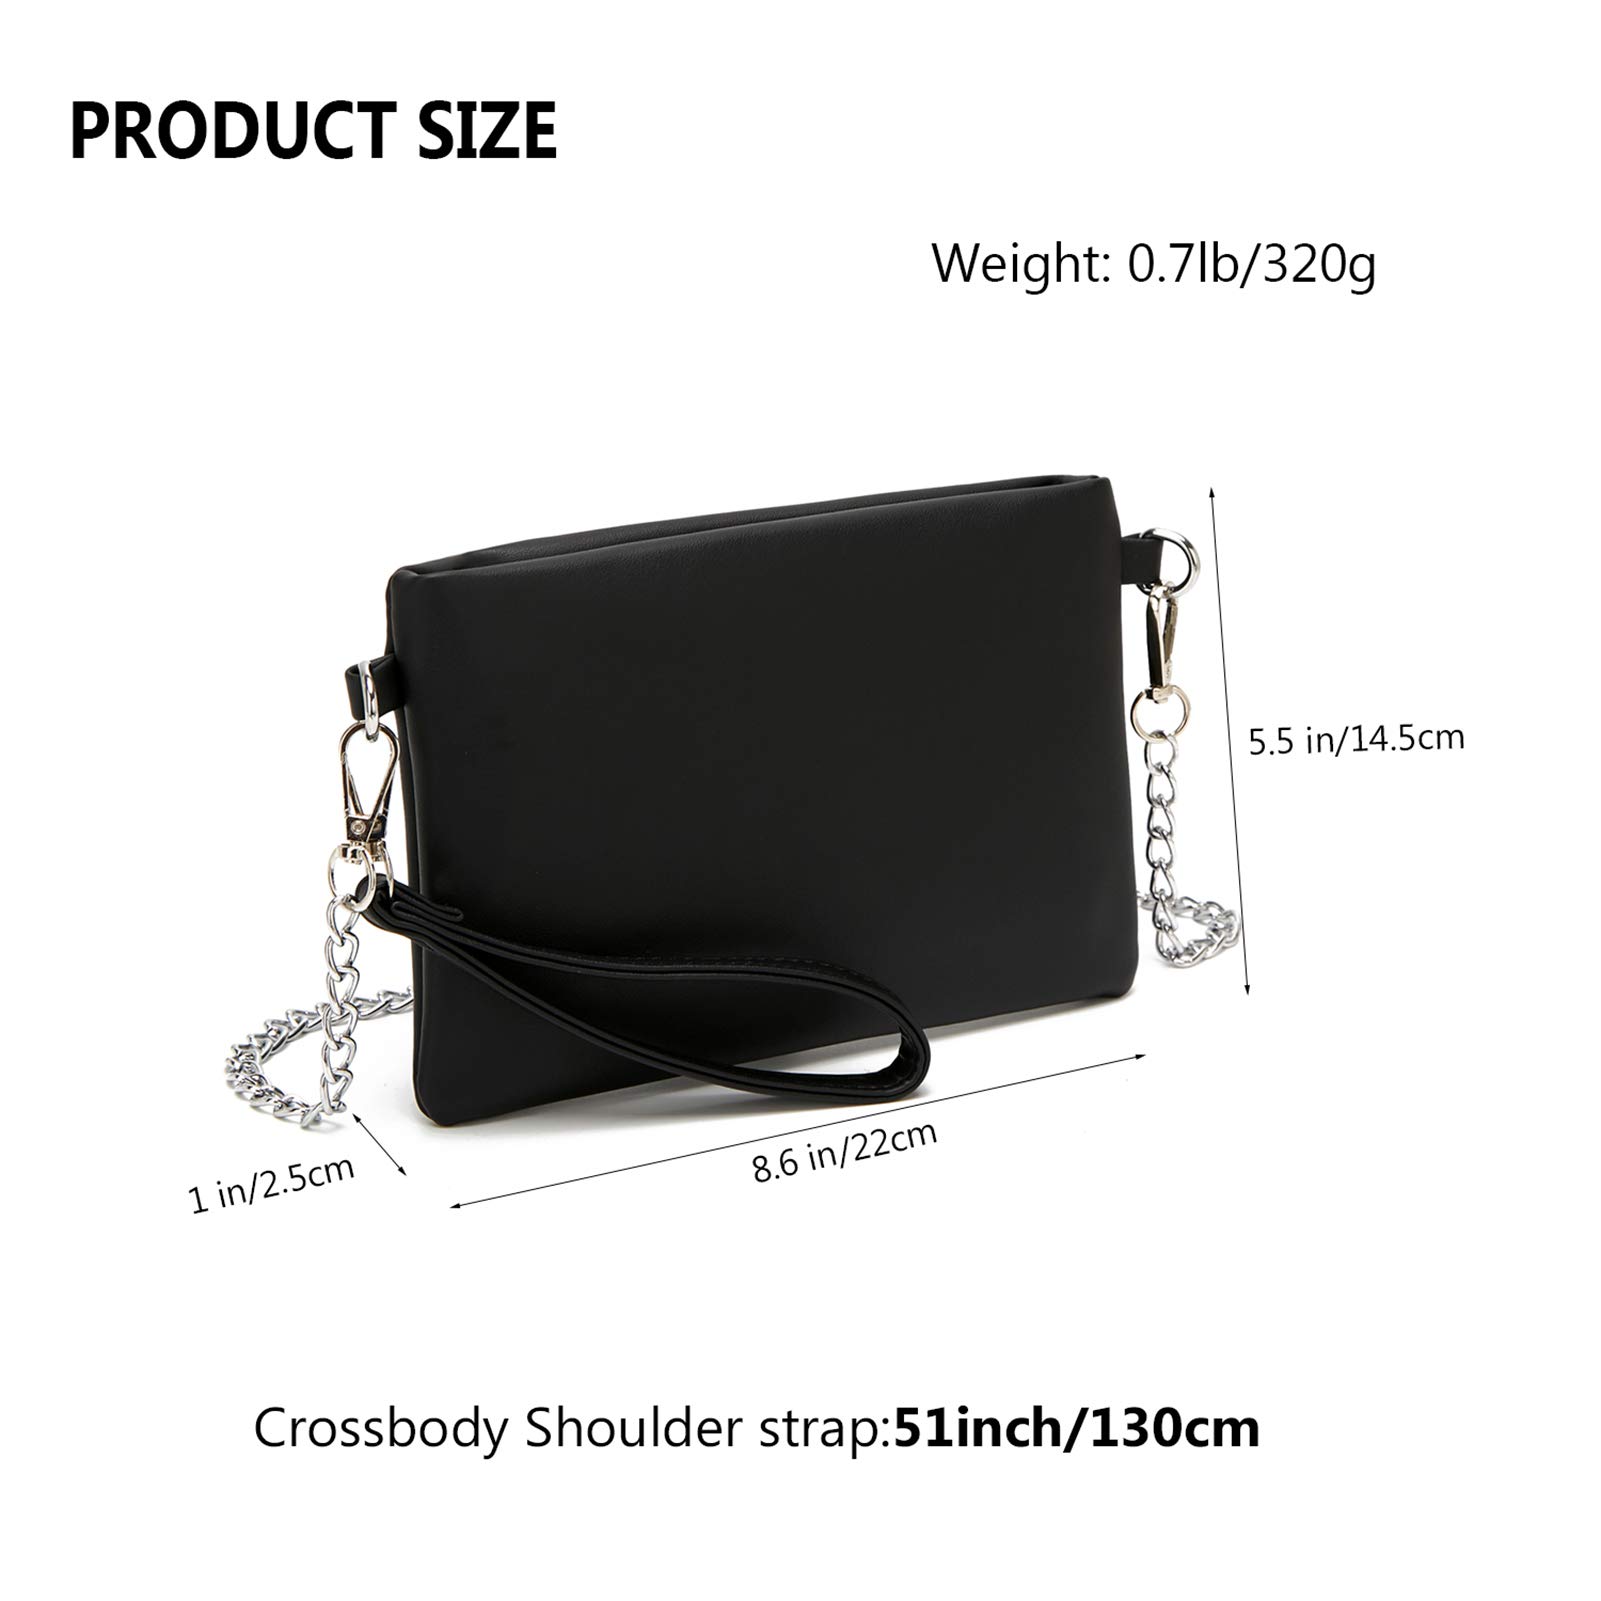 PRODUCT SIZE
Weight: 0.7lb/320g
5.5 in/14.5cm
8.6 in/22cm
1 in/2.5cm
Crossbody Shoulder strap:51inch/130cm